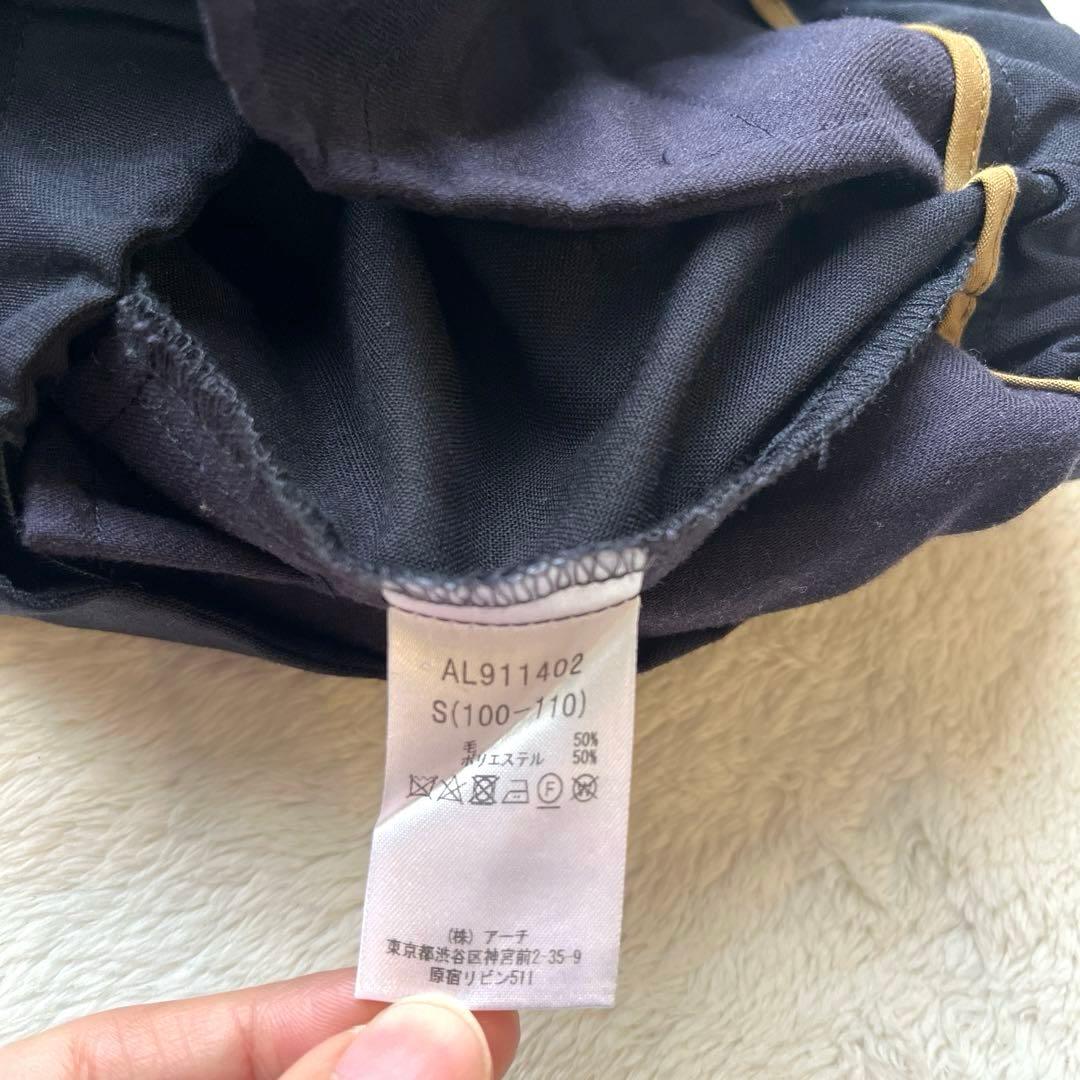 AL911402
S(100-110)
毛 50%
ポリエステル 50%
F W
(株) アーチ
東京都渋谷区神宮前2-35-9
原宿リビン511